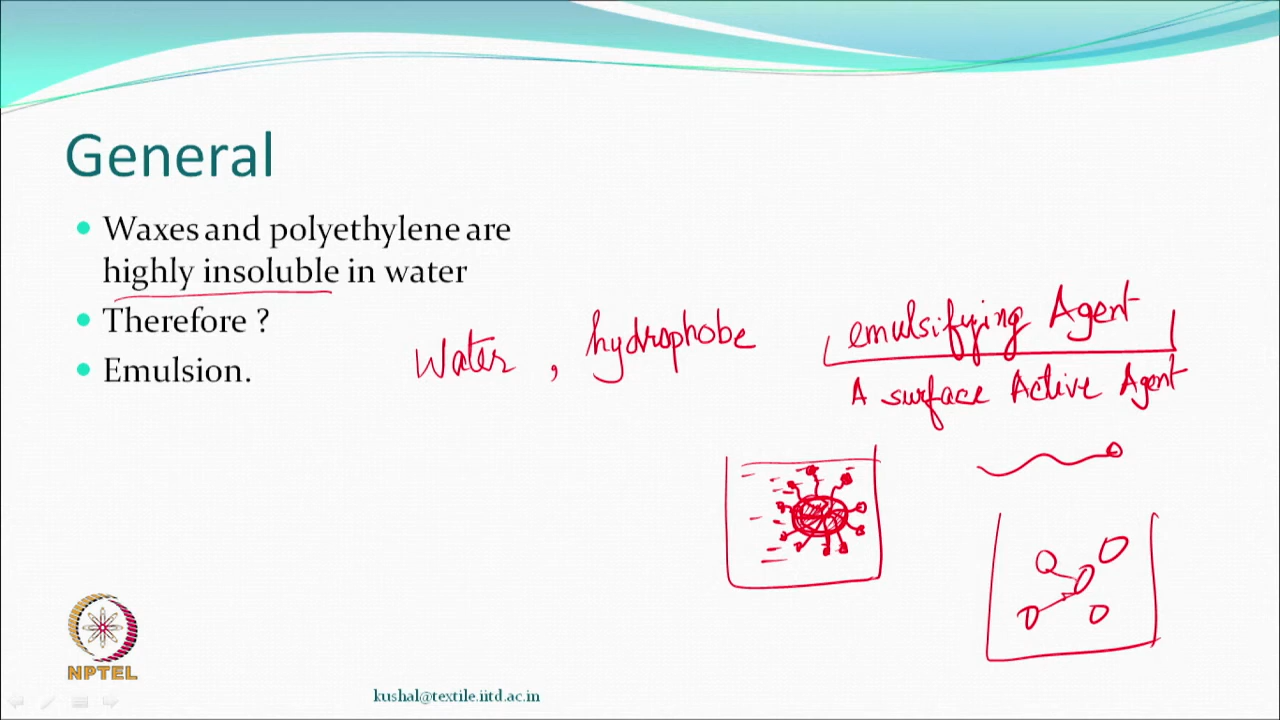 General
Waxes and polyethylene are
highly insoluble in water
Therefore ?
Emulsion.
Water , hydrophobe
emulsifying Agent
A surface Active Agent
NPTEL
kushal@textile.iitd.ac.in